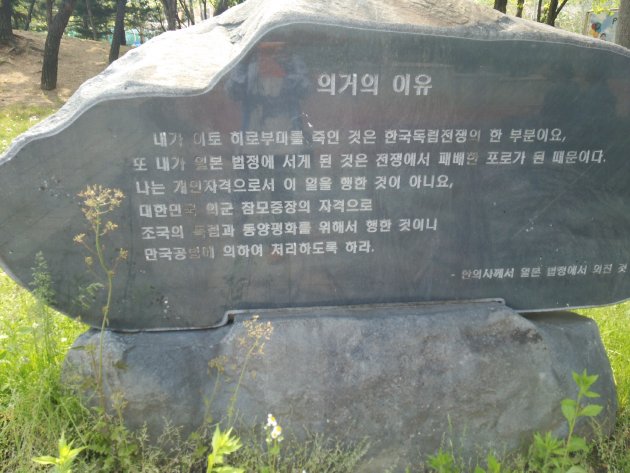 의거의 이유
내가 이토 히로부미를 죽인 것은 한국독립전쟁의 한 부분이요,
또 내가 일본 법정에 서게 된 것은 전쟁에서 패배한 포로가 된 때문이다.
나는 개인자격으로서 이 일을 행한 것이 아니요,
대한민국 의군 참모중장의 자격으로
조국의 독립과 동양평화를 위해서 행한 것이니
만국공법에 의하여 처리하도록 하라.
- 안의사께서 일본 법정에서 외친 것